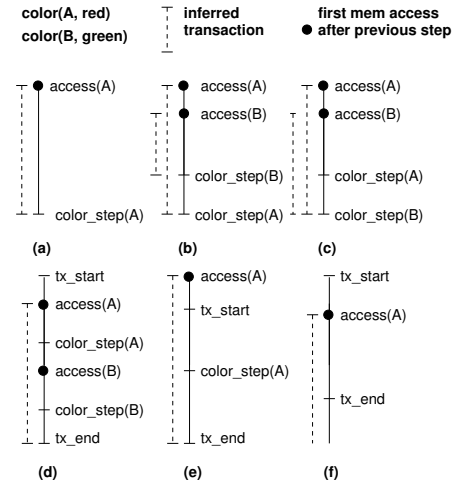 color(A, red)
color(B, green)
inferred
transaction
first mem access
after previous step
access(A)
color_step(A)
(a)
access(A)
access(B)
color_step(B)
color_step(A)
(b)
access(A)
access(B)
color_step(A)
color_step(B)
(c)
tx_start
access(A)
color_step(A)
access(B)
color_step(B)
tx_end
(d)
access(A)
tx_start
color_step(A)
tx_end
(e)
tx_start
access(A)
tx_end
(f)